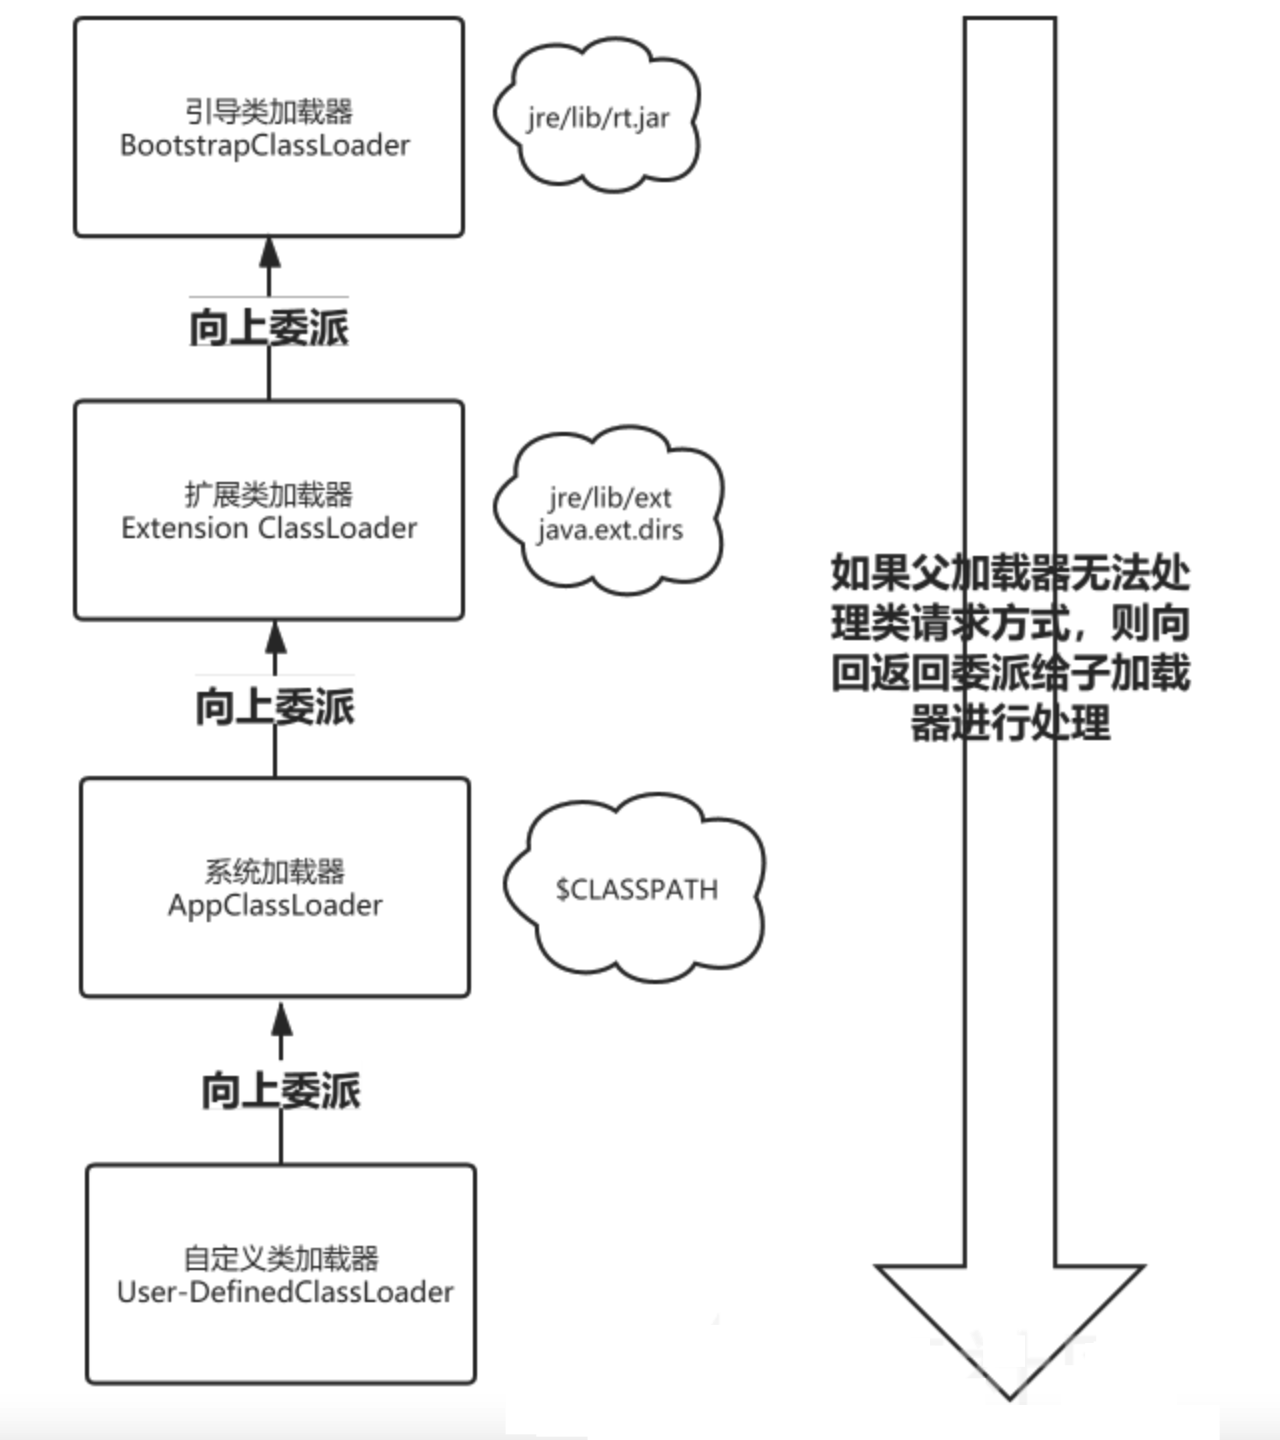 引导类加载器
BootstrapClassLoader
jre/lib/rt.jar
向上委派
扩展类加载器
Extension ClassLoader
jre/lib/ext
java.ext.dirs
向上委派
系统加载器
AppClassLoader
$CLASSPATH
向上委派
自定义类加载器
User-DefinedClassLoader
如果父加载器无法处
理类请求方式，则向
回返回委派给子加载
器进行处理